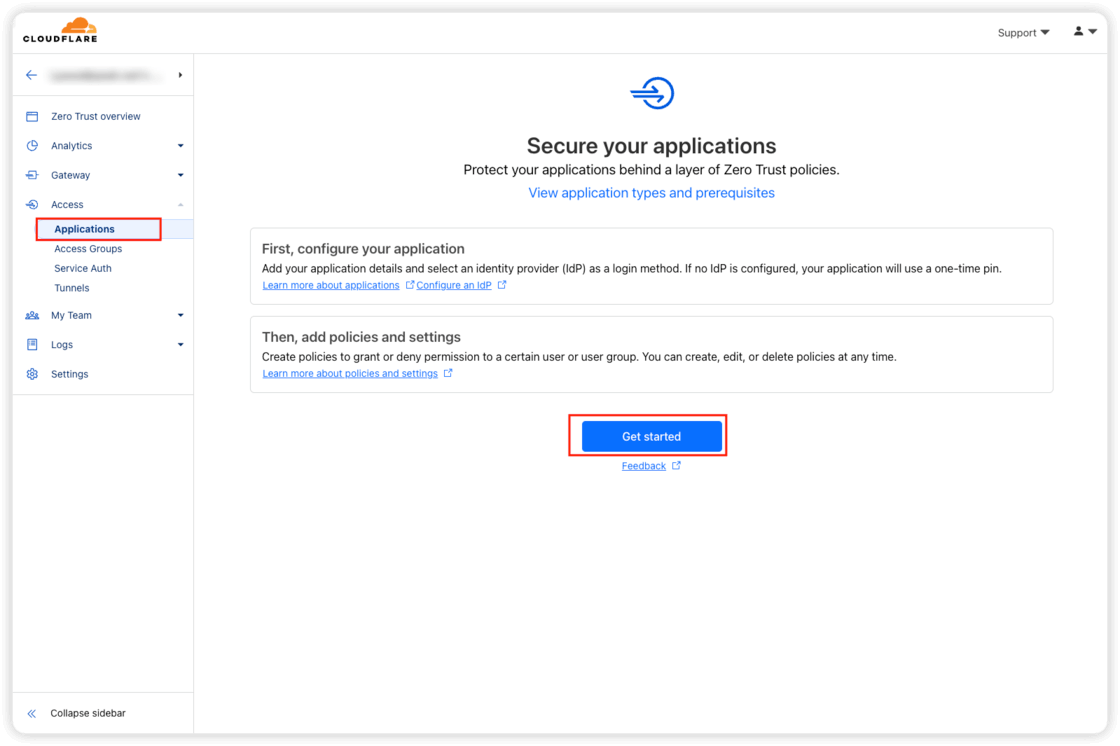 CLOUDFLARE
Support
Zero Trust overview
Analytics
Gateway
Access
Applications
Access Groups
Service Auth
Tunnels
My Team
Logs
Settings
Collapse sidebar
Secure your applications
Protect your applications behind a layer of Zero Trust policies.
View application types and prerequisites
First, configure your application
Add your application details and select an identity provider (IdP) as a login method. If no IdP is configured, your application will use a one-time pin.
Learn more about applications Configure an IdP
Then, add policies and settings
Create policies to grant or deny permission to a certain user or user group. You can create, edit, or delete policies at any time.
Learn more about policies and settings
Get started
Feedback